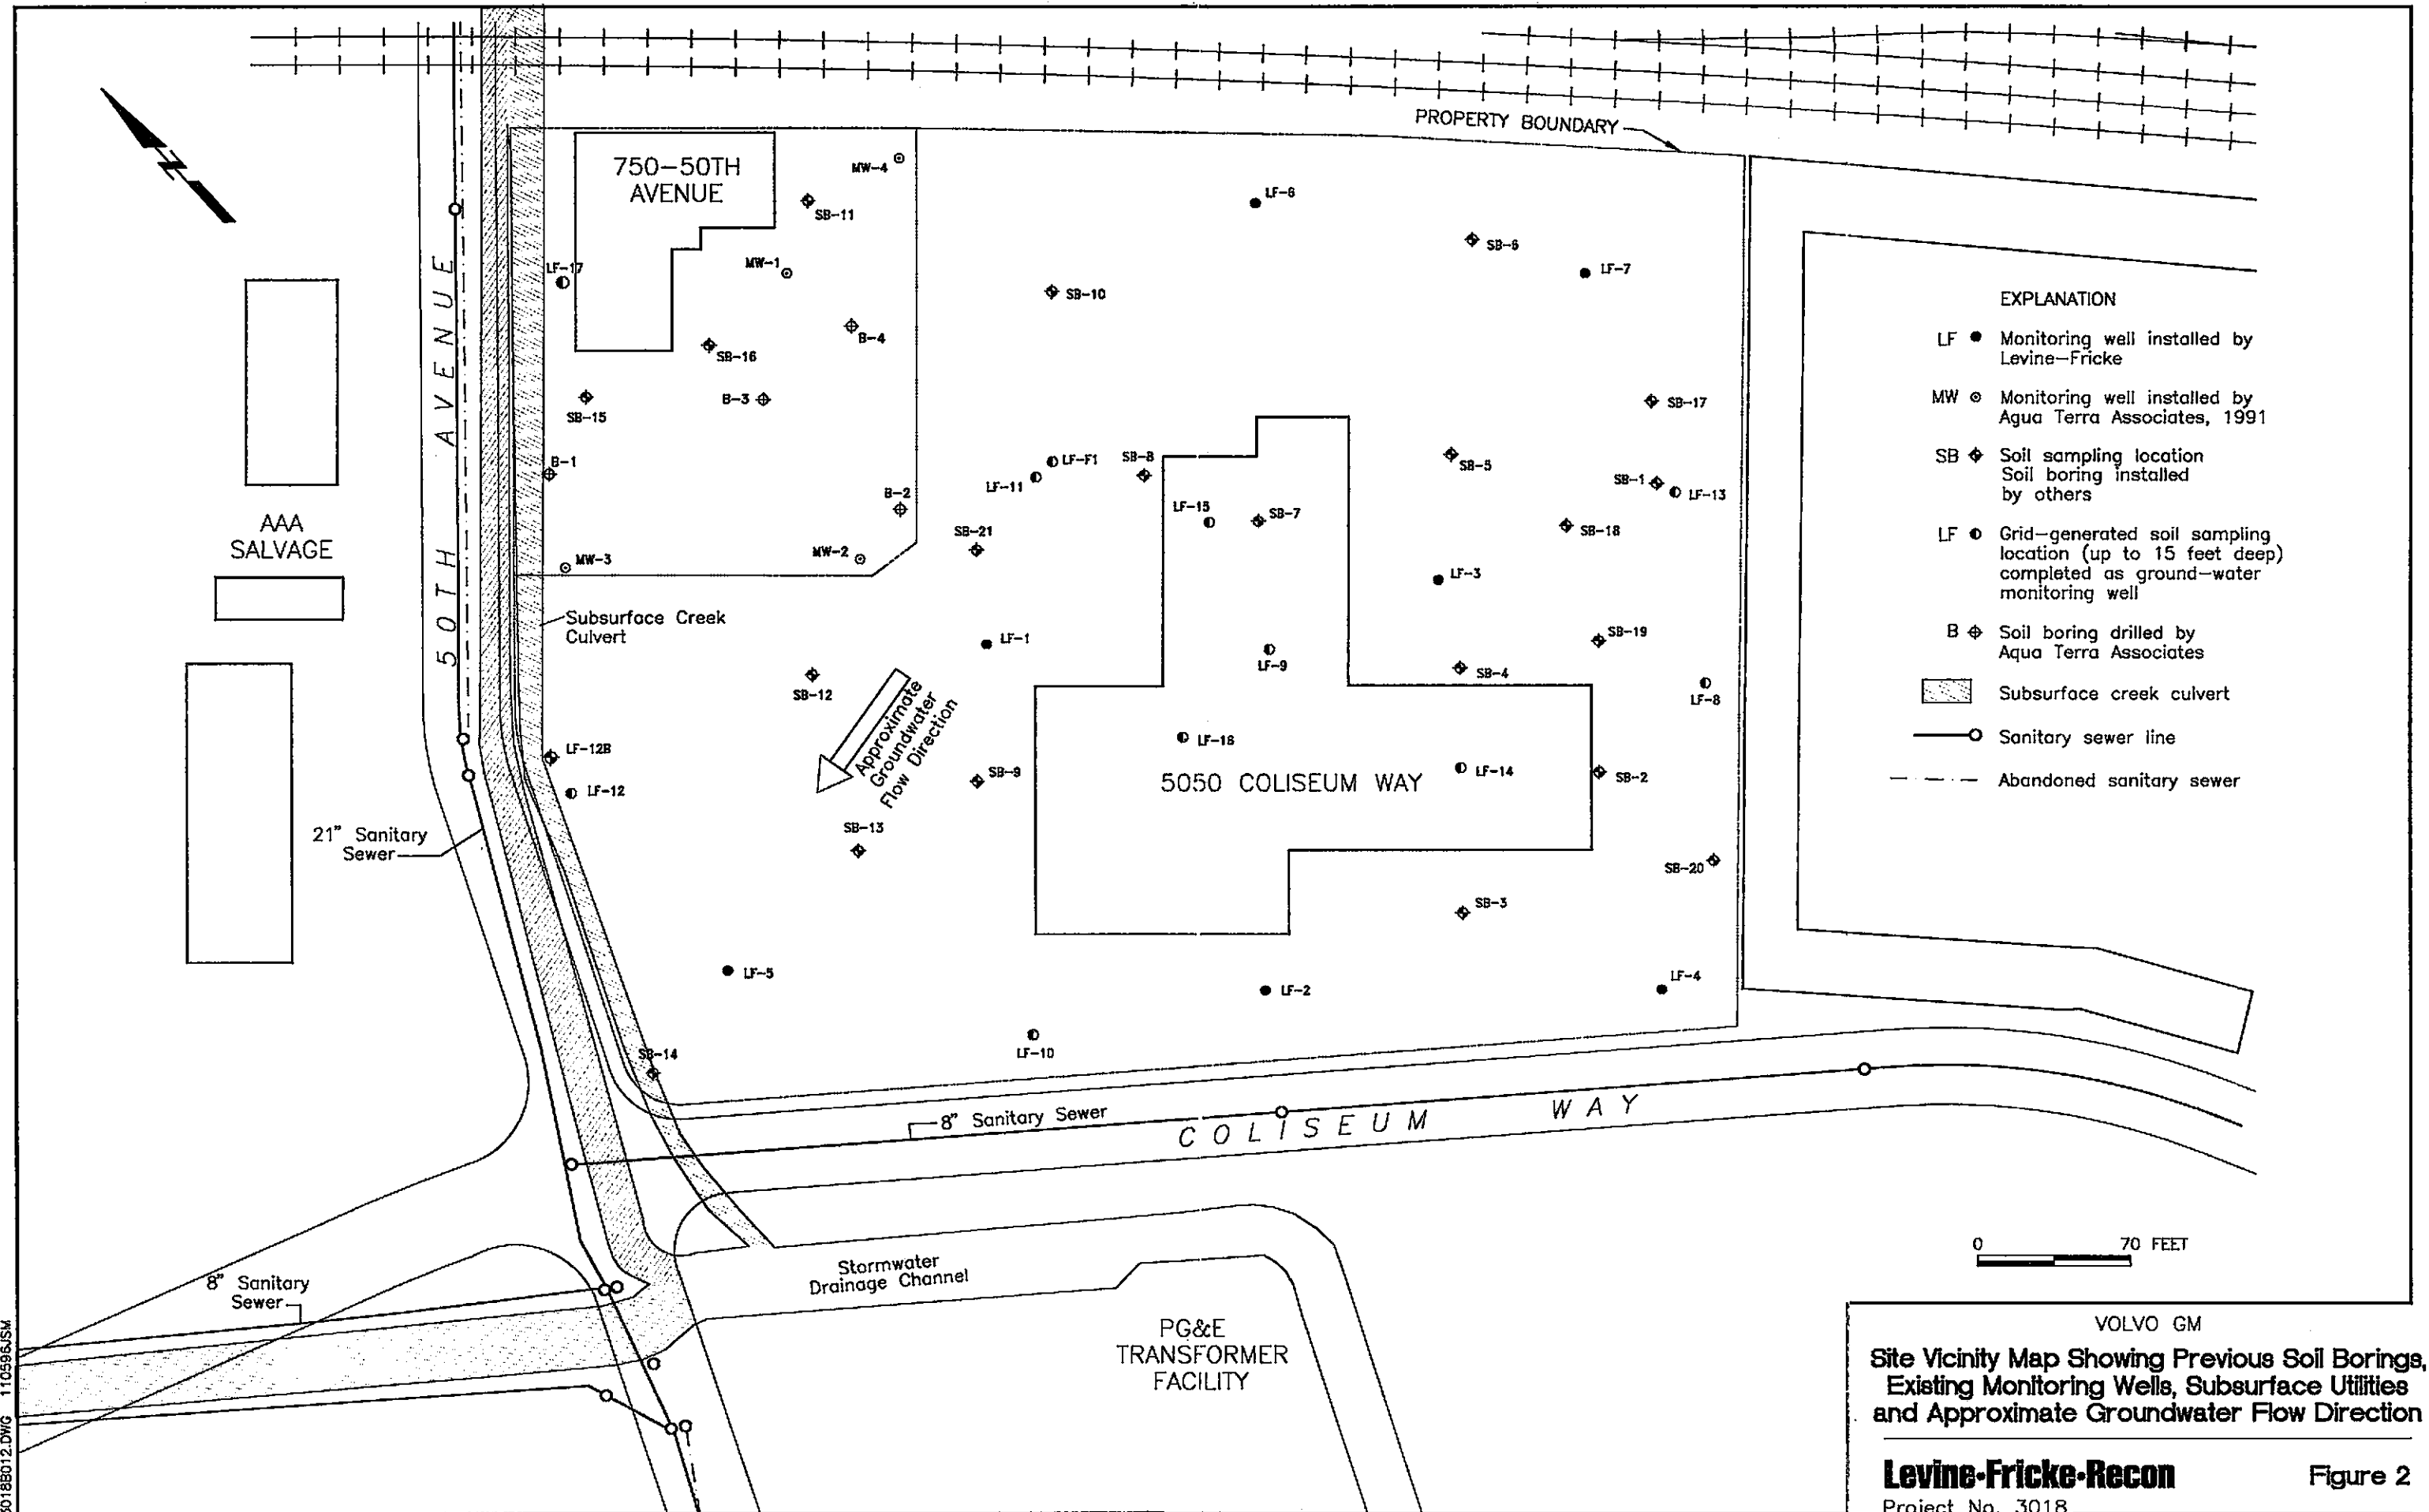 PROPERTY BOUNDARY
750-50TH
AVENUE
MW-4
SB-11
LF-6
SB-6
LF-7
MW-1
LF-17
SB-10
B-4
SB-16
B-3
SB-15
SB-17
B-1
LF-F1
LF-11
SB-8
SB-5
SB-1
LF-13
B-2
LF-15
SB-7
SB-18
SB-21
MW-2
MW-3
LF-3
50TH AVENUE
AAA
SALVAGE
Subsurface Creek
Culvert
LF-1
LF-9
SB-19
SB-4
LF-8
SB-12
Approximate
Groundwater
Flow Direction
LF-12B
LF-12
LF-16
SB-9
5050 COLISEUM WAY
LF-14
SB-2
21" Sanitary
Sewer
SB-13
SB-20
SB-3
LF-5
LF-2
LF-4
LF-10
SB-14
8" Sanitary Sewer
COLISEUM WAY
8" Sanitary
Sewer
Stormwater
Drainage Channel
PG&E
TRANSFORMER
FACILITY
EXPLANATION
LF Monitoring well installed by
Levine-Fricke
MW Monitoring well installed by
Agua Terra Associates, 1991
SB Soil sampling location
Soil boring installed
by others
LF Grid-generated soil sampling
location (up to 15 feet deep)
completed as ground-water
monitoring well
B Soil boring drilled by
Aqua Terra Associates
Subsurface creek culvert
Sanitary sewer line
Abandoned sanitary sewer
0 70 FEET
VOLVO GM
Site Vicinity Map Showing Previous Soil Borings,
Existing Monitoring Wells, Subsurface Utilities
and Approximate Groundwater Flow Direction
Levine•Fricke•Recon Figure 2
Project No. 3018
3018B012.DWG 110596JSM